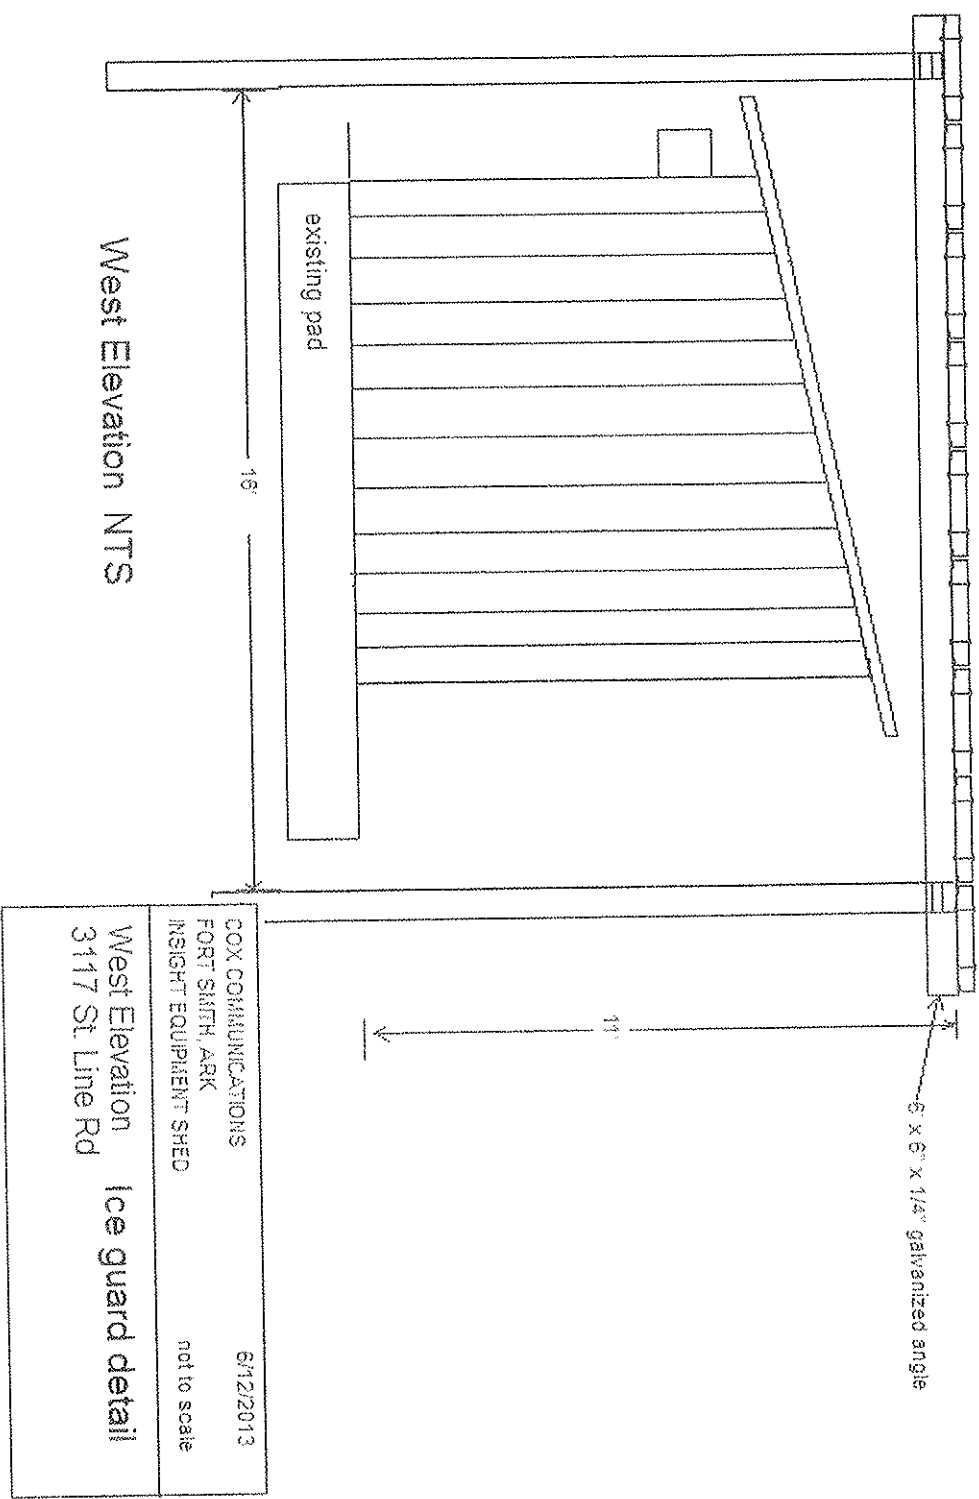 6" x 6" x 1/4" galvanized angle
11'
existing pad
16'
West Elevation NTS
COX COMMUNICATIONS 6/12/2013
FORT SMITH, ARK
INSIGHT EQUIPMENT SHED not to scale
West Elevation Ice guard detail
3117 St. Line Rd